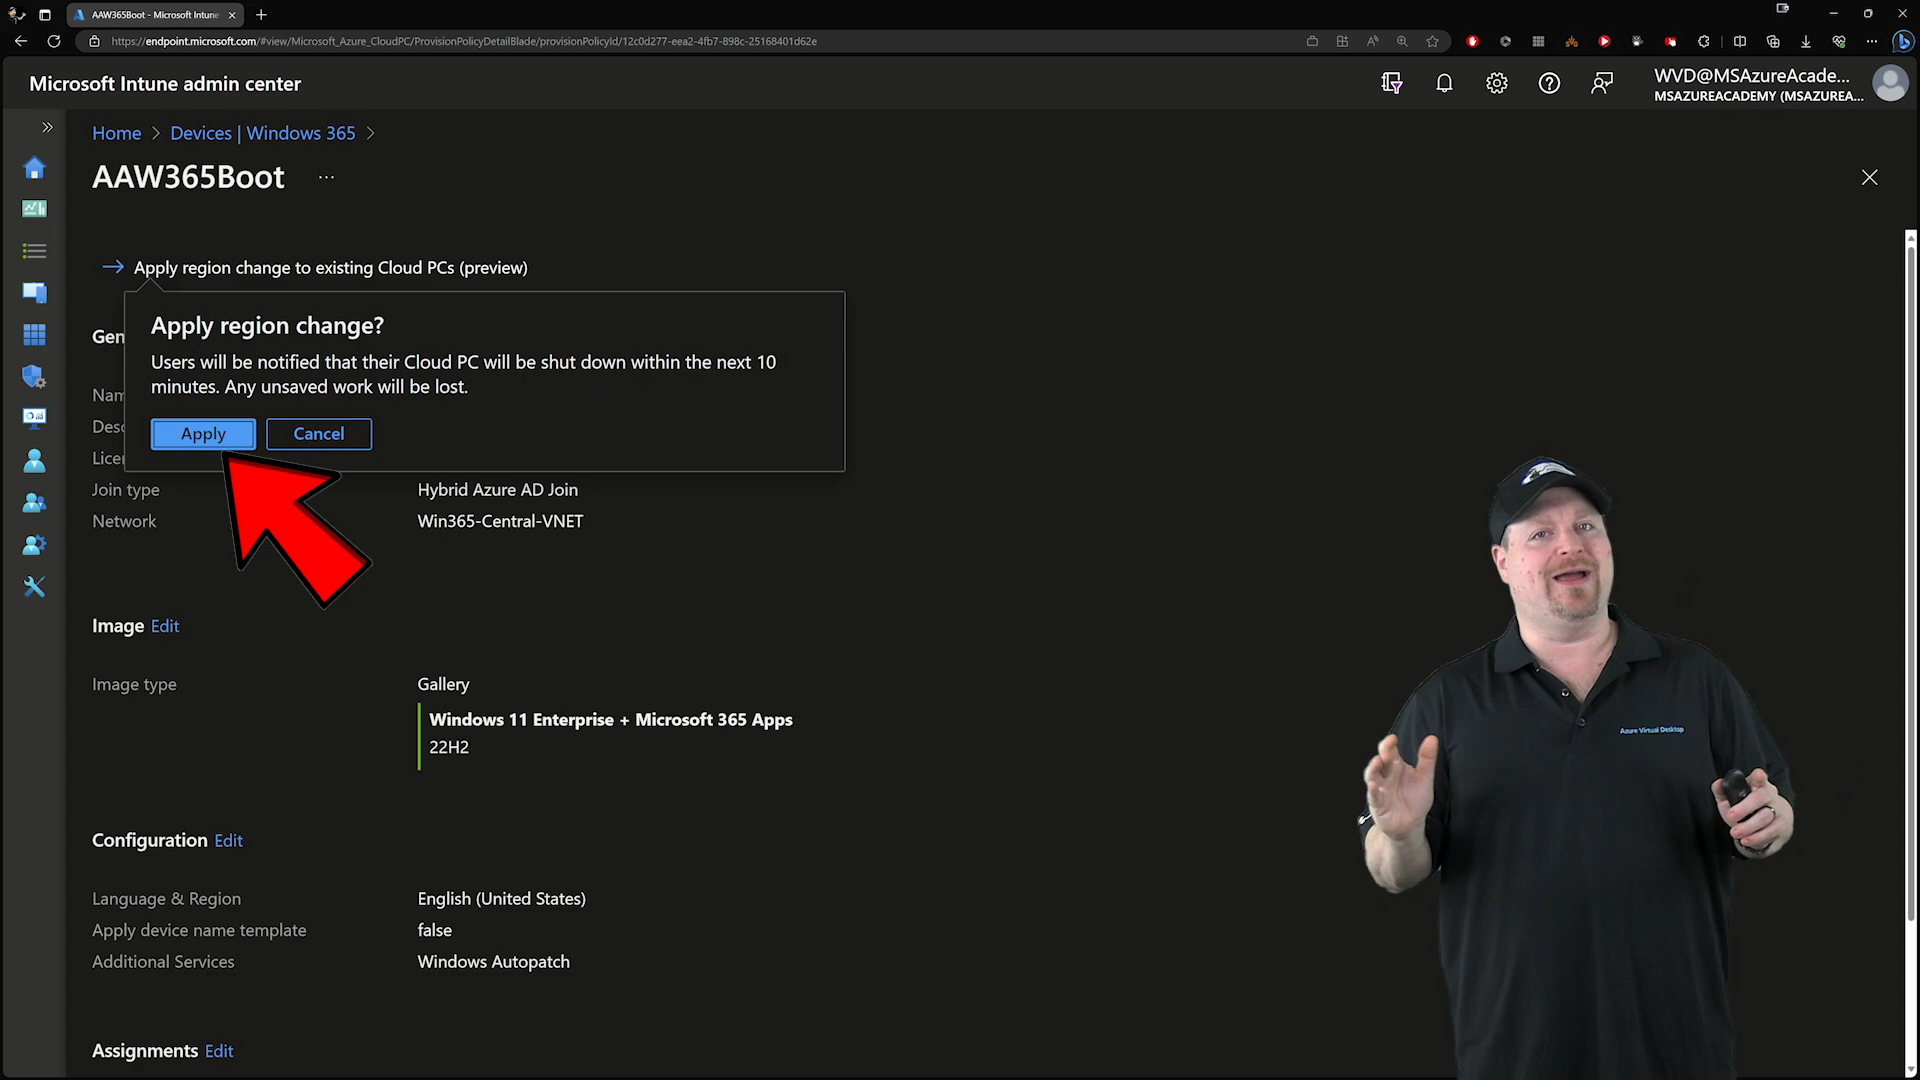 AAW365Boot - Microsoft Intune
https://endpoint.microsoft.com/#view/Microsoft_Azure_CloudPC/ProvisionPolicyDetailBlade/provisionPolicyId/12c0d277-eea2-4fb7-898c-25168401d62e
Microsoft Intune admin center
WVD@MSAzureAcade...
MSAZUREACADEMY (MSAZUREA...
Home > Devices | Windows 365 >
AAW365Boot ...
Apply region change to existing Cloud PCs (preview)
Apply region change?
Users will be notified that their Cloud PC will be shut down within the next 10
minutes. Any unsaved work will be lost.
Apply Cancel
Gen
Nam
Desc
Licen
Join type Hybrid Azure AD Join
Network Win365-Central-VNET
Image Edit
Image type Gallery
Windows 11 Enterprise + Microsoft 365 Apps
22H2
Azure Virtual Desktop
Configuration Edit
Language & Region English (United States)
Apply device name template false
Additional Services Windows Autopatch
Assignments Edit